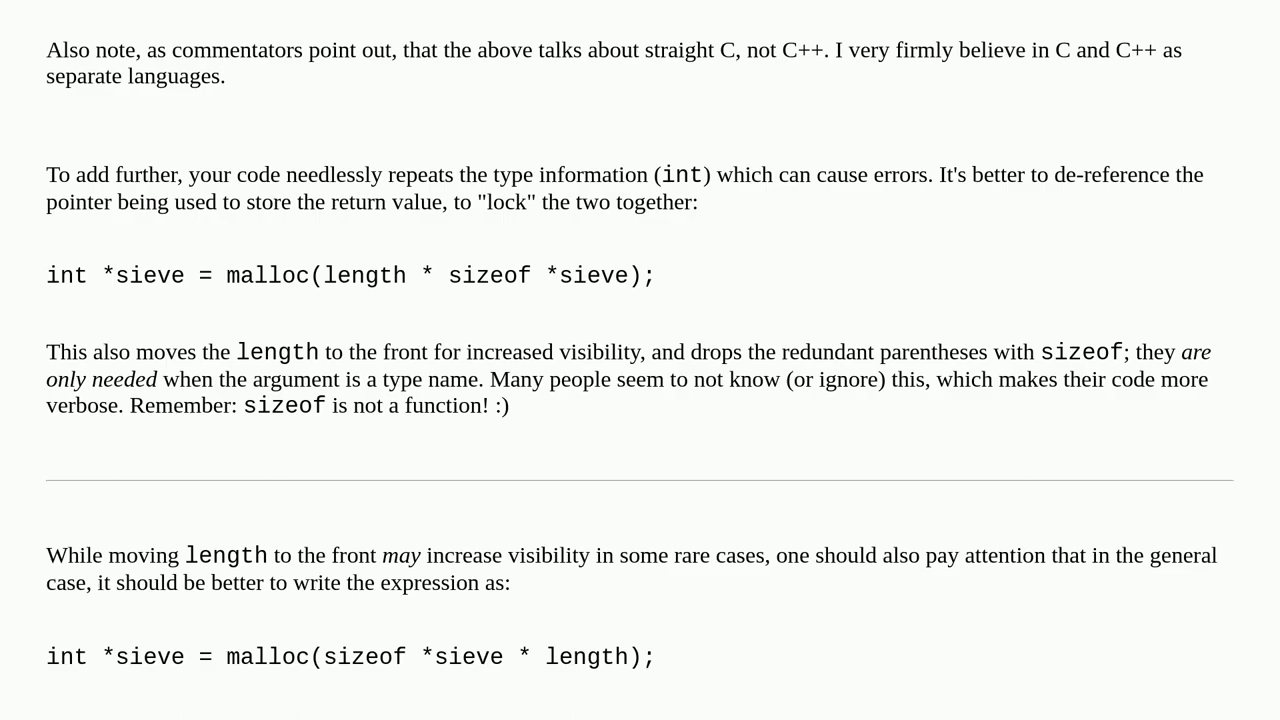 Also note, as commentators point out, that the above talks about straight C, not C++. I very firmly believe in C and C++ as
separate languages.
To add further, your code needlessly repeats the type information (int) which can cause errors. It's better to de-reference the
pointer being used to store the return value, to "lock" the two together:
int *sieve = malloc(length * sizeof *sieve);
This also moves the length to the front for increased visibility, and drops the redundant parentheses with sizeof; they are
only needed when the argument is a type name. Many people seem to not know (or ignore) this, which makes their code more
verbose. Remember: sizeof is not a function! :)
While moving length to the front may increase visibility in some rare cases, one should also pay attention that in the general
case, it should be better to write the expression as:
int *sieve = malloc(sizeof *sieve * length);